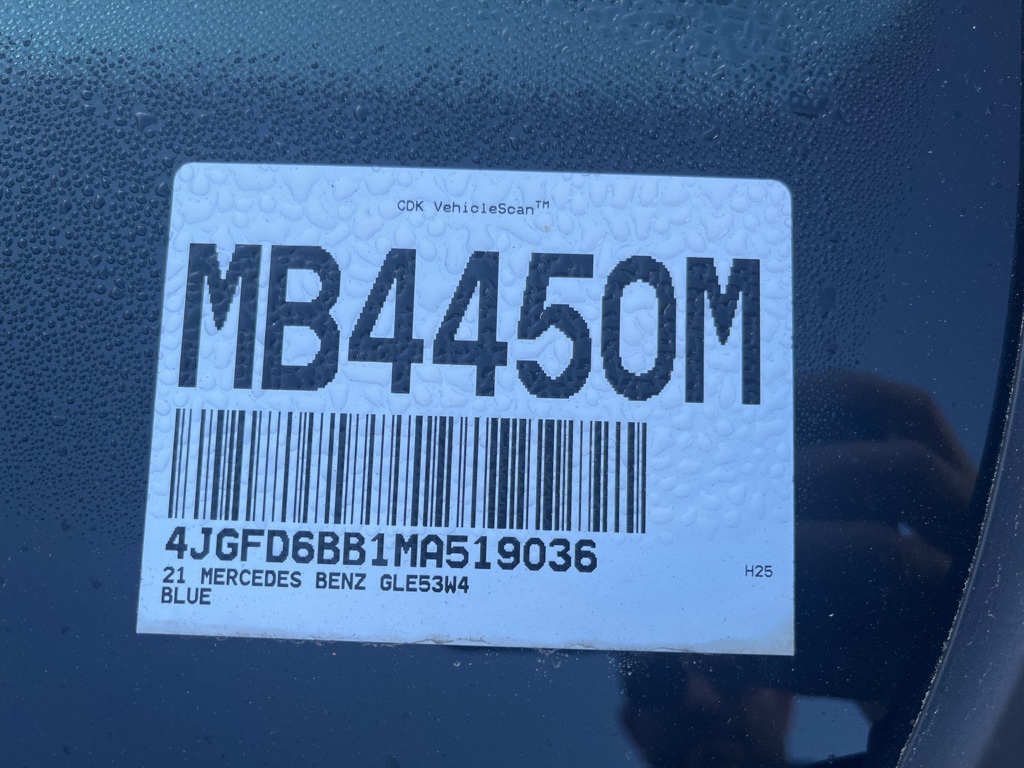 CDK VehicleScan™
MB4450M
4JGFD6BB1MA519036
21 MERCEDES BENZ GLE53W4
H25
BLUE